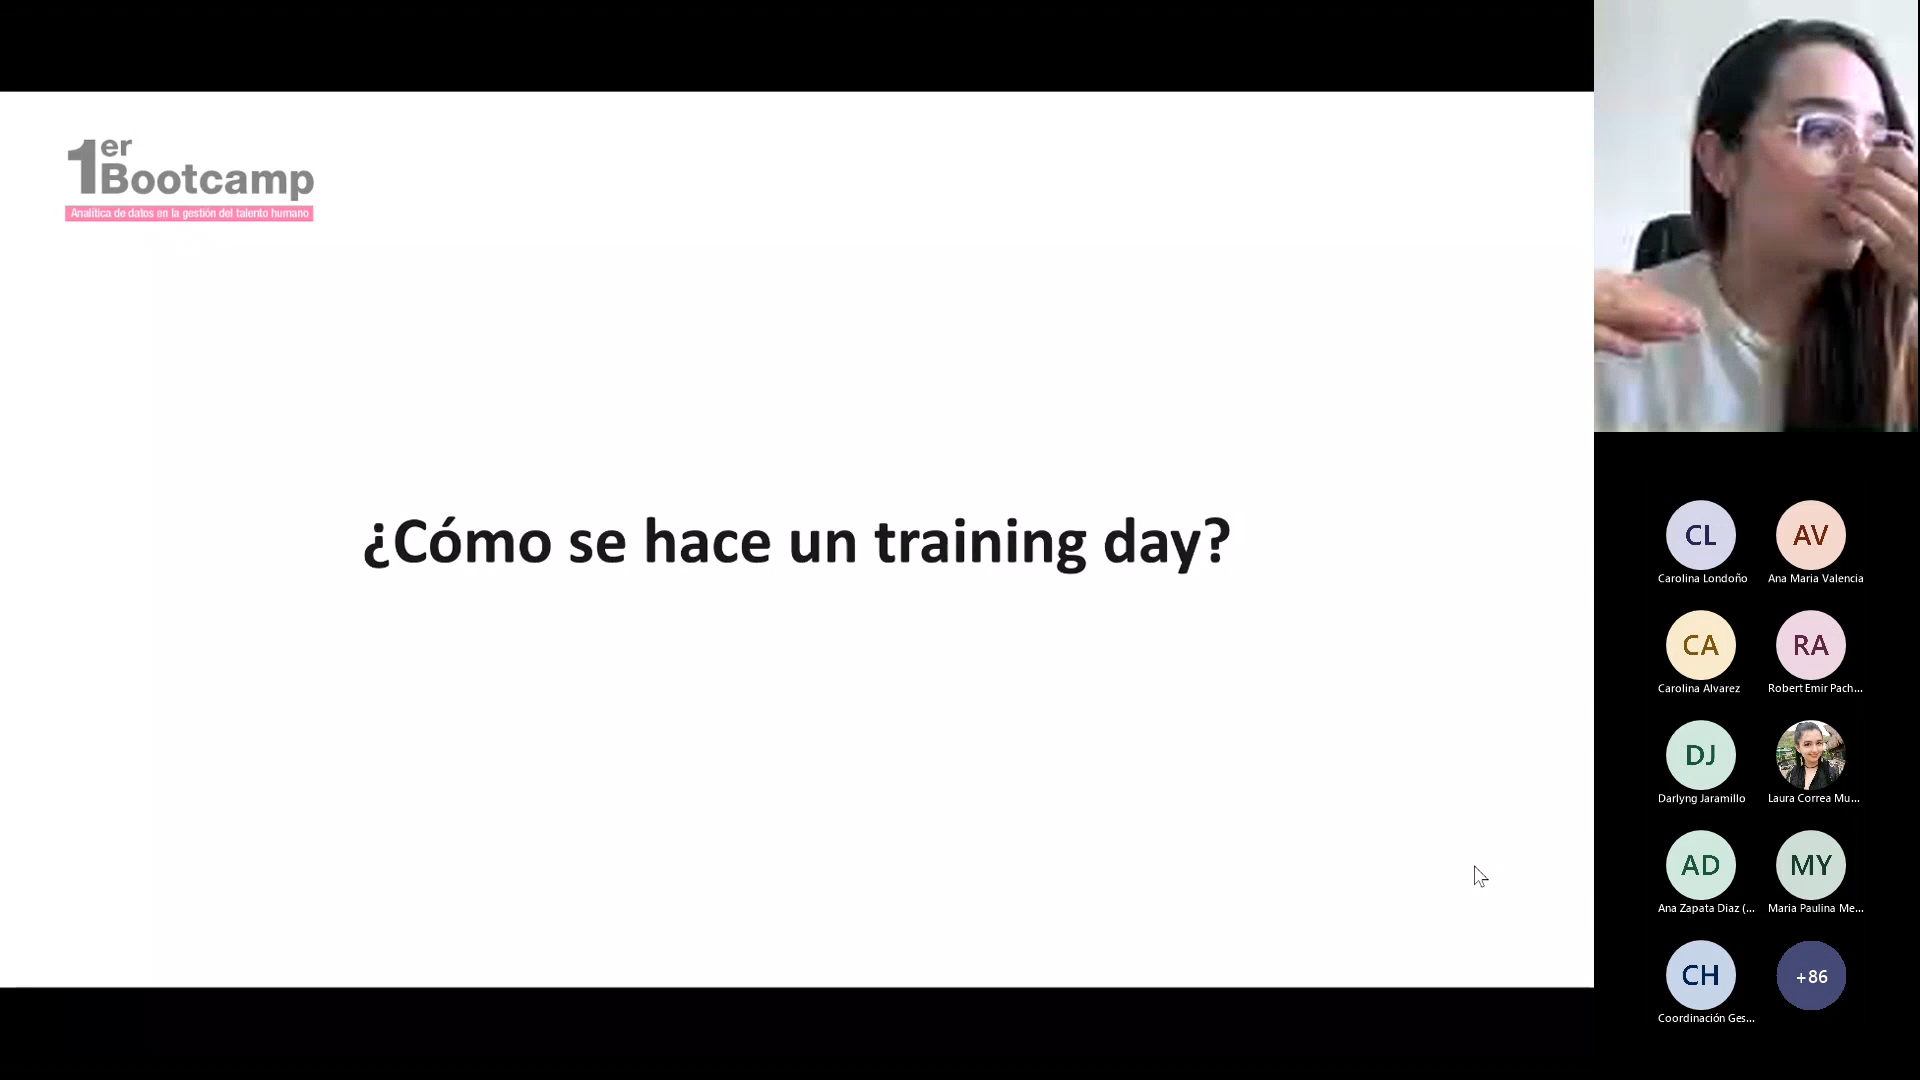 1er
Bootcamp
Analítica de datos en la gestión del talento humano
¿Cómo se hace un training day?
CL
Carolina Londoño
AV
Ana Maria Valencia
CA
Carolina Alvarez
RA
Robert Emir Pach...
DJ
Darlyng Jaramillo
Laura Correa Mu...
AD
Ana Zapata Diaz (...
MY
Maria Paulina Me...
CH
Coordinación Ges...
+86